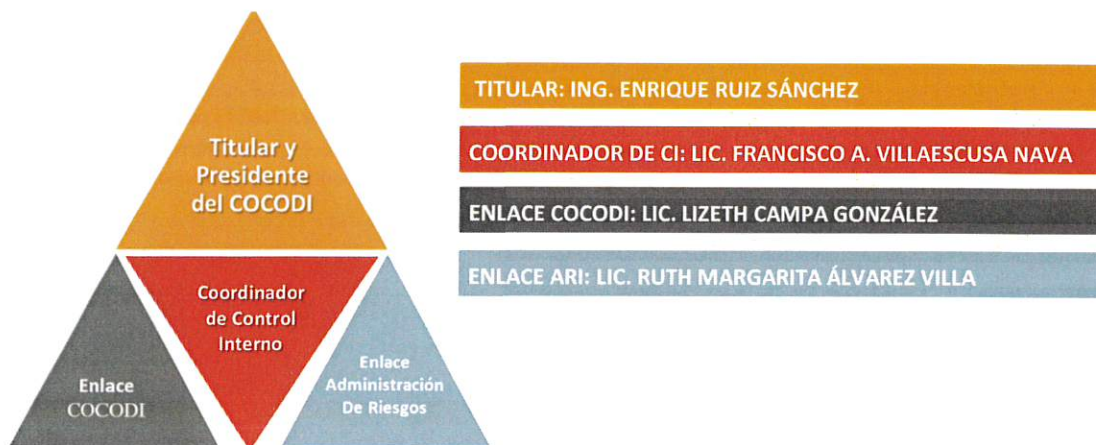 Titular y
Presidente
del COCODI
Coordinador
de Control
Interno
Enlace
COCODI
Enlace
Administración
De Riesgos
TITULAR: ING. ENRIQUE RUIZ SÁNCHEZ
COORDINADOR DE CI: LIC. FRANCISCO A. VILLAESCUSA NAVA
ENLACE COCODI: LIC. LIZETH CAMPA GONZÁLEZ
ENLACE ARI: LIC. RUTH MARGARITA ÁLVAREZ VILLA